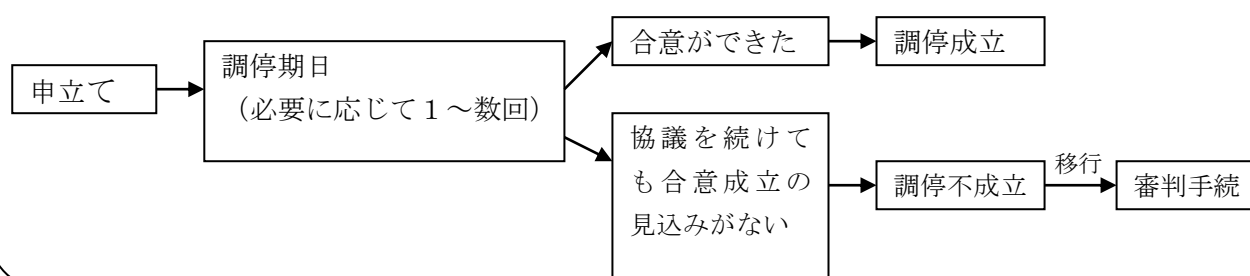 申立て
調停期日
（必要に応じて１～数回）
合意ができた
調停成立
協議を続けて
も合意成立の
見込みがない
調停不成立
移行
審判手続